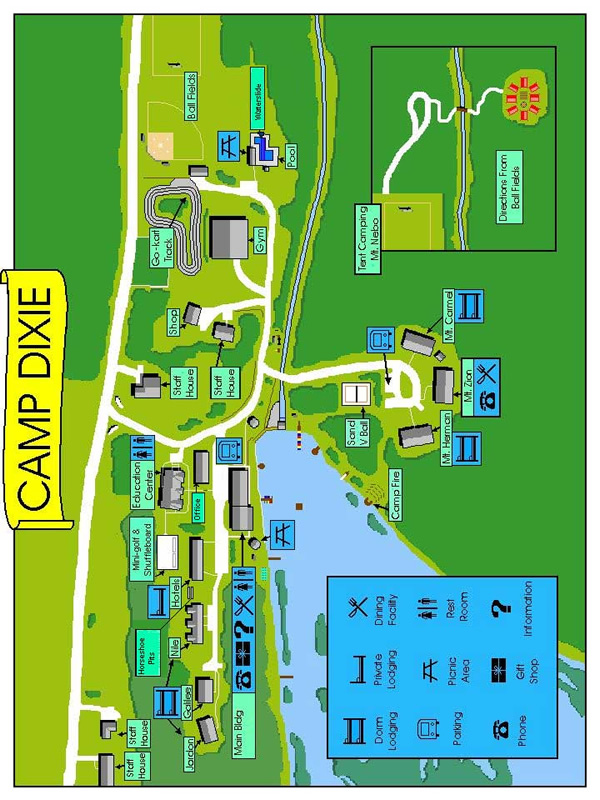 CAMP DIXIE
Staff
House
Staff
House
Jordon
Galilee
Nile
Horseshoe
Pits
Hotels
Mini-golf &
Shuffleboard
Education
Center
Office
Main Bldg
?
Staff
House
Staff
House
Shop
Go-kart
Track
Gym
Ball Fields
Waterslide
Pool
Camp Fire
Sand
V Ball
Mt. Herman
Mt. Zion
Mt. Carmel
Tent Camping
Mt. Nebo
Directions From
Ball Fields
Dorm
Lodging
Private
Lodging
Dining
Facility
Parking
Picnic
Area
Rest
Room
Phone
Gift
Shop
?
Information